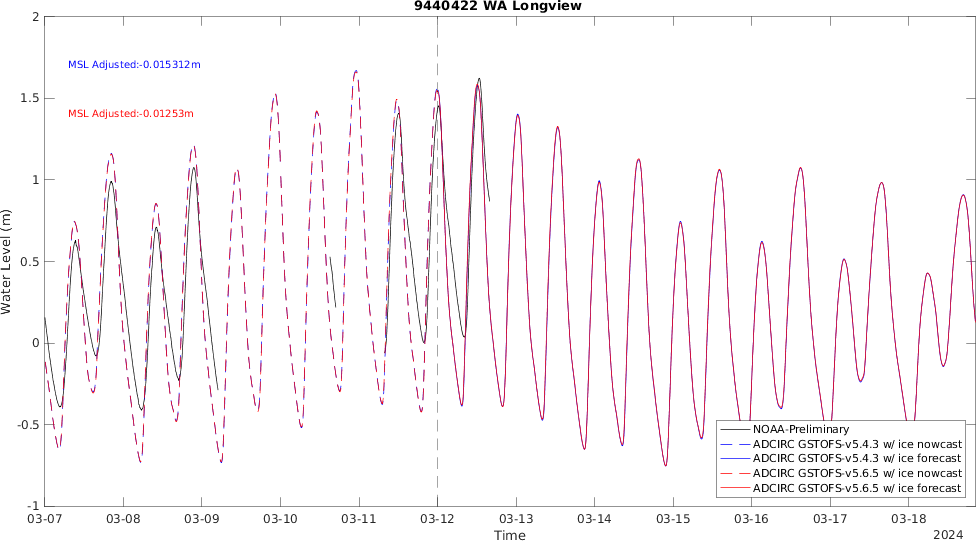 9440422 WA Longview
2
1.5
1
0.5
0
-0.5
-1
Water Level (m)
MSL Adjusted:-0.015312m
MSL Adjusted:-0.01253m
NOAA-Preliminary
ADCIRC GSTOFS-v5.4.3 w/ ice nowcast
ADCIRC GSTOFS-v5.4.3 w/ ice forecast
ADCIRC GSTOFS-v5.6.5 w/ ice nowcast
ADCIRC GSTOFS-v5.6.5 w/ ice forecast
03-07 03-08 03-09 03-10 03-11 03-12 03-13 03-14 03-15 03-16 03-17 03-18
Time
2024